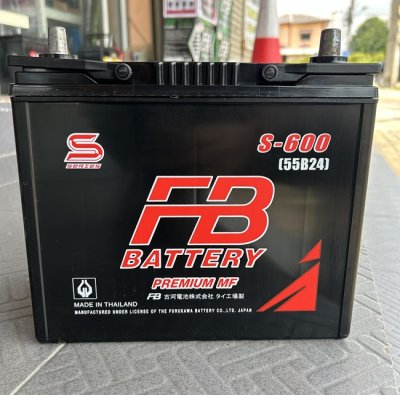 S
SERIES
S-600
(55B24)
FB
BATTERY
PREMIUM MF
FB 古河電池株式会社 タイ工場製
MADE IN THAILAND
MANUFACTURED UNDER LICENSE OF THE FURUKAWA BATTERY CO.,LTD. JAPAN